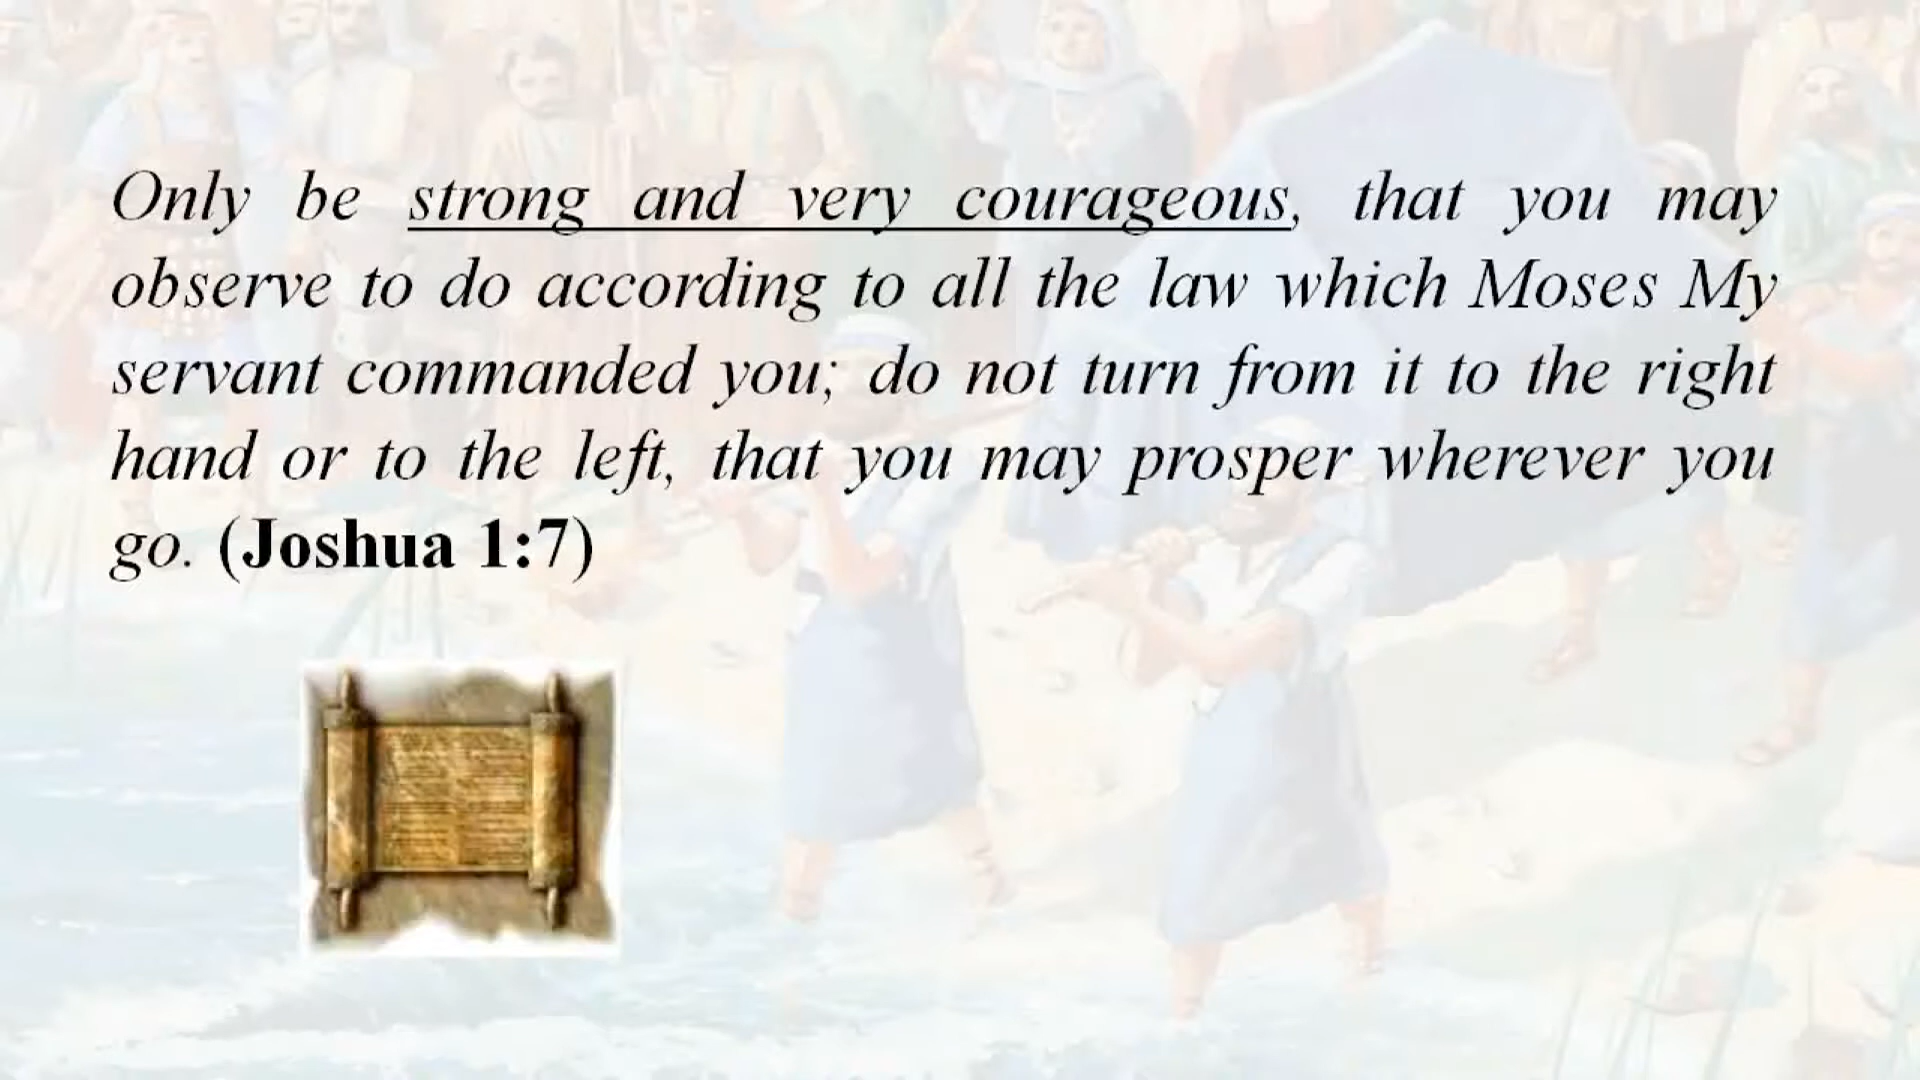 Only be strong and very courageous, that you may
observe to do according to all the law which Moses My
servant commanded you; do not turn from it to the right
hand or to the left, that you may prosper wherever you
go. (Joshua 1:7)